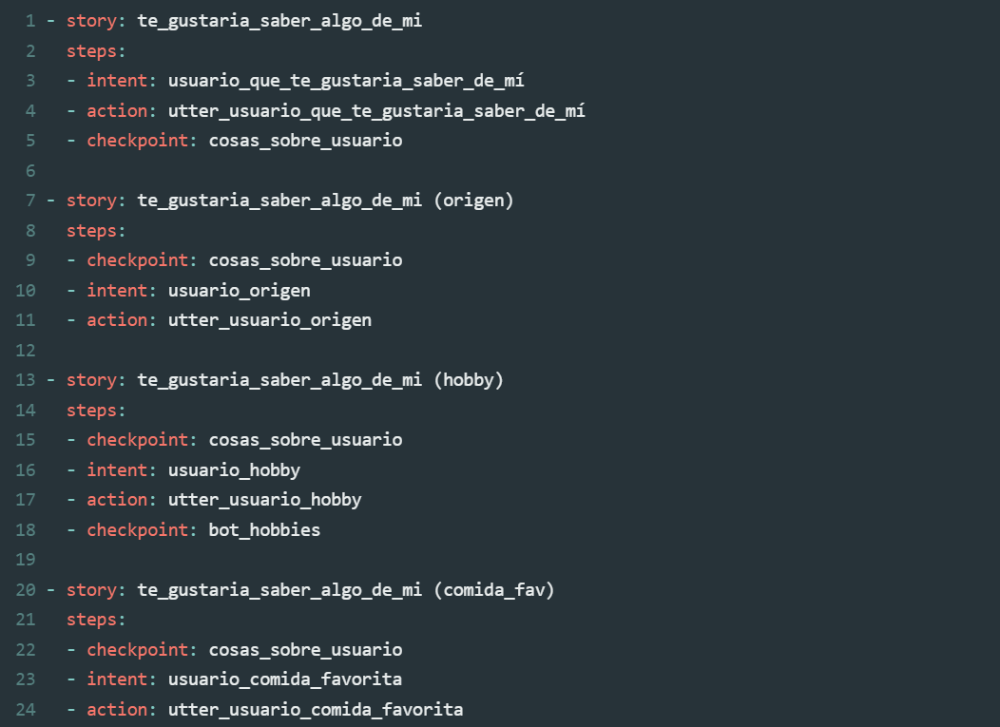 1 - story: te_gustaria_saber_algo_de_mi
2 steps:
3 - intent: usuario_que_te_gustaria_saber_de_mí
4 - action: utter_usuario_que_te_gustaria_saber_de_mí
5 - checkpoint: cosas_sobre_usuario
6
7 - story: te_gustaria_saber_algo_de_mi (origen)
8 steps:
9 - checkpoint: cosas_sobre_usuario
10 - intent: usuario_origen
11 - action: utter_usuario_origen
12
13 - story: te_gustaria_saber_algo_de_mi (hobby)
14 steps:
15 - checkpoint: cosas_sobre_usuario
16 - intent: usuario_hobby
17 - action: utter_usuario_hobby
18 - checkpoint: bot_hobbies
19
20 - story: te_gustaria_saber_algo_de_mi (comida_fav)
21 steps:
22 - checkpoint: cosas_sobre_usuario
23 - intent: usuario_comida_favorita
24 - action: utter_usuario_comida_favorita